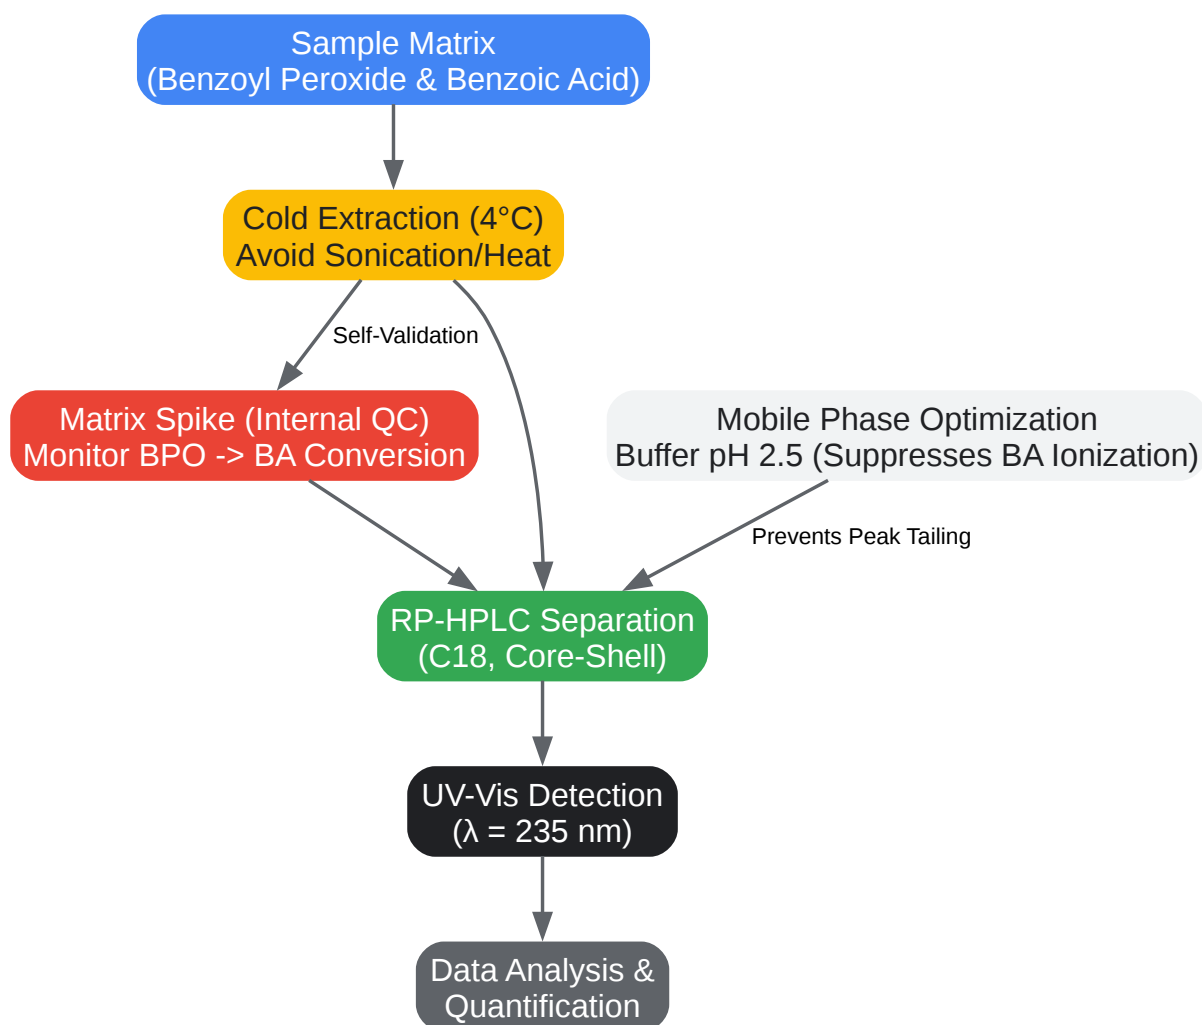 Sample Matrix
(Benzoyl Peroxide & Benzoic Acid)
Cold Extraction (4°C)
Avoid Sonication/Heat
Self-Validation
Matrix Spike (Internal QC)
Monitor BPO -> BA Conversion
Mobile Phase Optimization
Buffer pH 2.5 (Suppresses BA Ionization)
Prevents Peak Tailing
RP-HPLC Separation
(C18, Core-Shell)
UV-Vis Detection
(λ = 235 nm)
Data Analysis &
Quantification